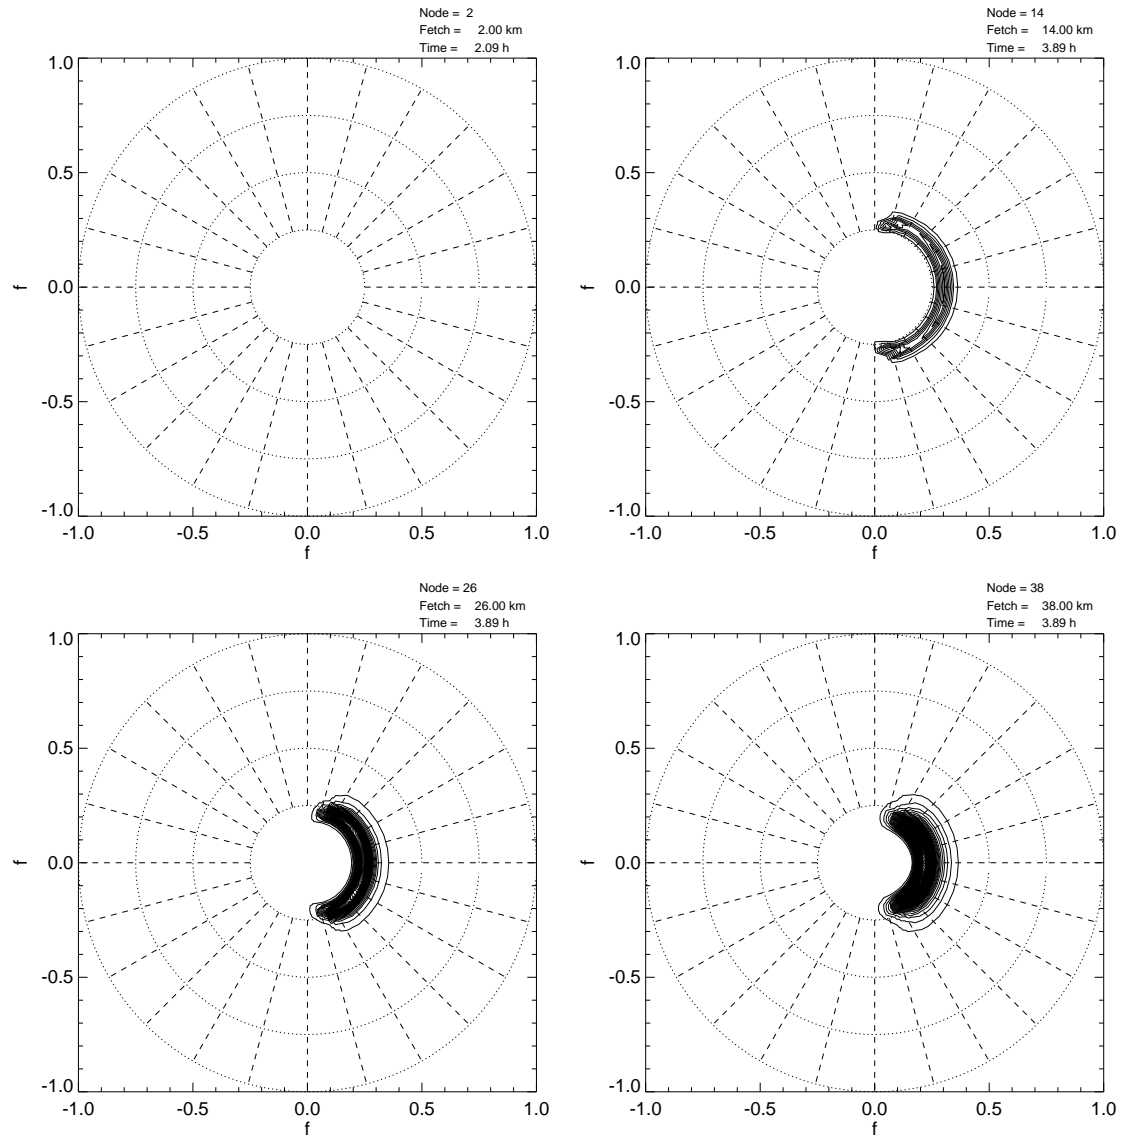 Node =  2
Fetch =    2.00 km
Time =    2.09 h
1.0
0.5
0.0
-0.5
-1.0
f
-1.0 -0.5 0.0 0.5 1.0
f
Node = 14
Fetch =    14.00 km
Time =    3.89 h
1.0
0.5
0.0
-0.5
-1.0
f
-1.0 -0.5 0.0 0.5 1.0
f
Node = 26
Fetch =    26.00 km
Time =    3.89 h
1.0
0.5
0.0
-0.5
-1.0
f
-1.0 -0.5 0.0 0.5 1.0
f
Node = 38
Fetch =    38.00 km
Time =    3.89 h
1.0
0.5
0.0
-0.5
-1.0
f
-1.0 -0.5 0.0 0.5 1.0
f